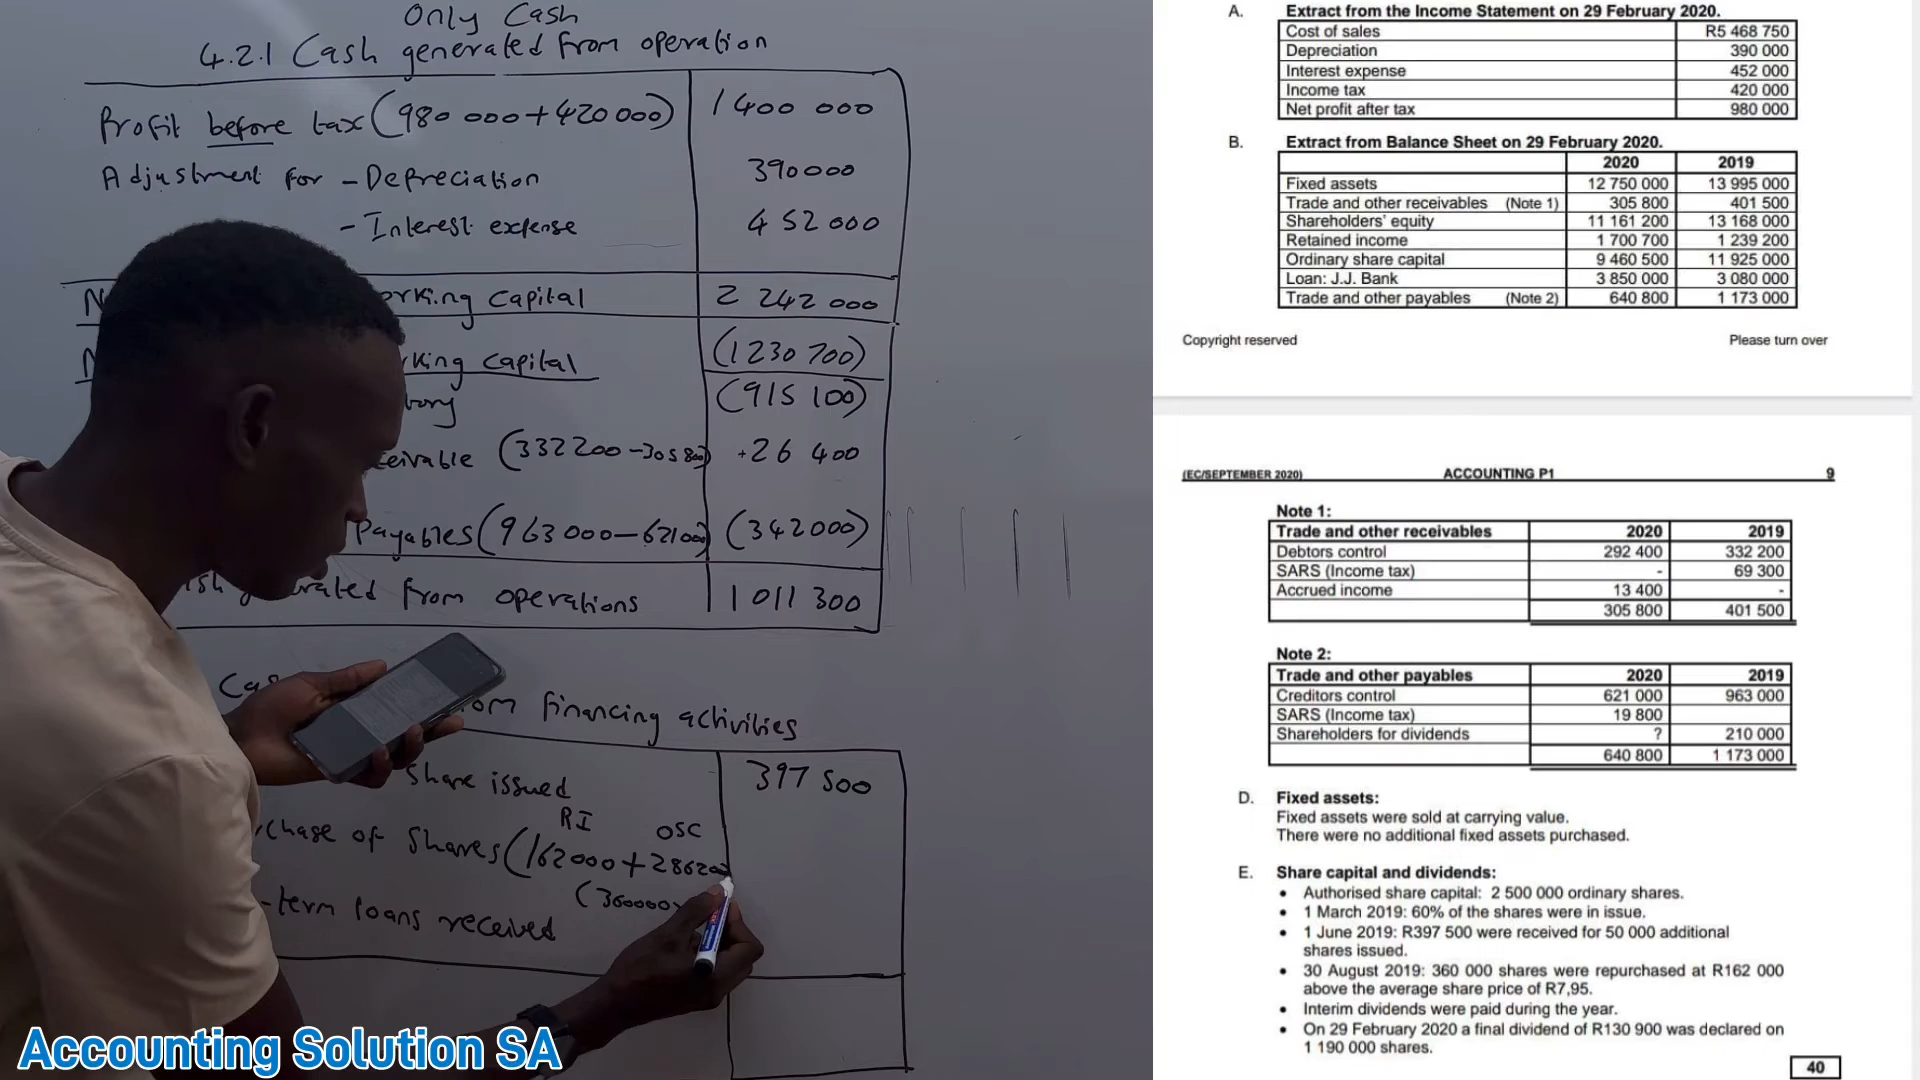 Only Cash
4.2.1 Cash generated from operation
Profit before tax (980 000 + 420 000) 1 400 000
Adjustment for - Depreciation 390 000
- Interest expense 452 000
Capital 2 242 000
Capital (1 230 700)
(915 100)
(332 200 - 305 800) + 26 400
Payables (963 000 - 621 000) (342 000)
from operations 1 011 300
financing activities
Share issued 397 500
RI OSC
of Shares (162 000 + 286200
(360000
-term loans received
Accounting Solution SA
A. Extract from the Income Statement on 29 February 2020.
Cost of sales R5 468 750
Depreciation 390 000
Interest expense 452 000
Income tax 420 000
Net profit after tax 980 000
B. Extract from Balance Sheet on 29 February 2020.
2020 2019
Fixed assets 12 750 000 13 995 000
Trade and other receivables (Note 1) 305 800 401 500
Shareholders' equity 11 161 200 13 168 000
Retained income 1 700 700 1 239 200
Ordinary share capital 9 460 500 11 925 000
Loan: J.J. Bank 3 850 000 3 080 000
Trade and other payables (Note 2) 640 800 1 173 000
Copyright reserved Please turn over
(EC/SEPTEMBER 2020) ACCOUNTING P1 9
Note 1:
Trade and other receivables 2020 2019
Debtors control 292 400 332 200
SARS (Income tax) - 69 300
Accrued income 13 400 -
305 800 401 500
Note 2:
Trade and other payables 2020 2019
Creditors control 621 000 963 000
SARS (Income tax) 19 800
Shareholders for dividends ? 210 000
640 800 1 173 000
D. Fixed assets:
Fixed assets were sold at carrying value.
There were no additional fixed assets purchased.
E. Share capital and dividends:
• Authorised share capital: 2 500 000 ordinary shares.
• 1 March 2019: 60% of the shares were in issue.
• 1 June 2019: R397 500 were received for 50 000 additional
shares issued.
• 30 August 2019: 360 000 shares were repurchased at R162 000
above the average share price of R7,95.
• Interim dividends were paid during the year.
• On 29 February 2020 a final dividend of R130 900 was declared on
1 190 000 shares.
40